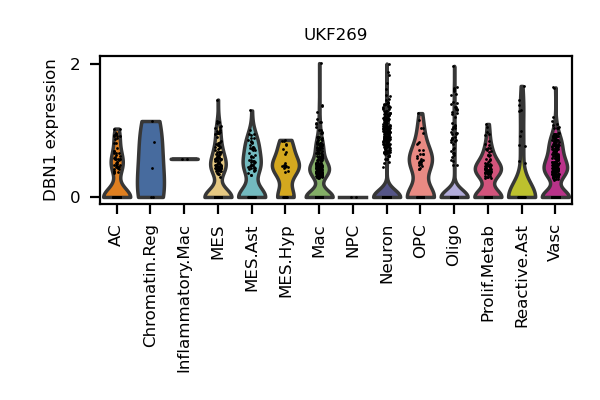 UKF269
DBN1 expression
2
0
AC
Chromatin.Reg
Inflammatory.Mac
MES
MES.Ast
MES.Hyp
Mac
NPC
Neuron
OPC
Oligo
Prolif.Metab
Reactive.Ast
Vasc